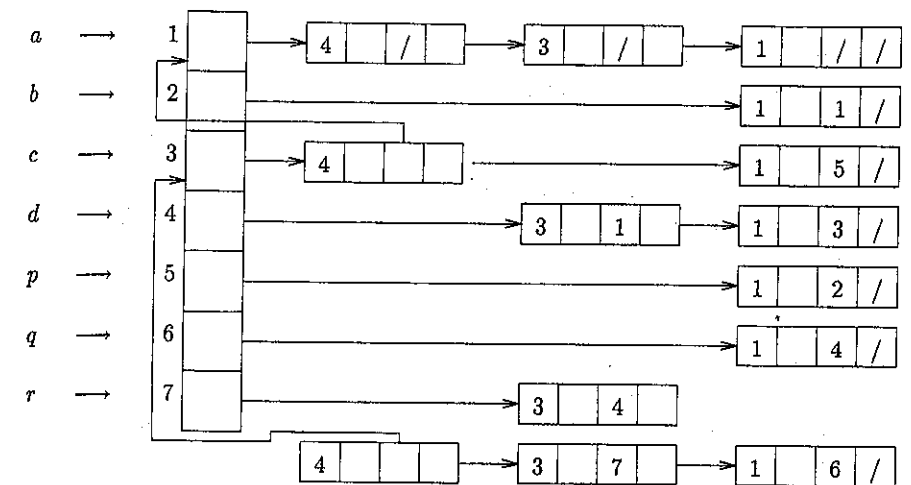 a → 1 4 / 3 / 1 / /
b → 2 1 1 /
c → 3 4 1 5 /
d → 4 3 1 1 3 /
p → 5 1 2 /
q → 6 1 4 /
r → 7 3 4
4 3 7 1 6 /